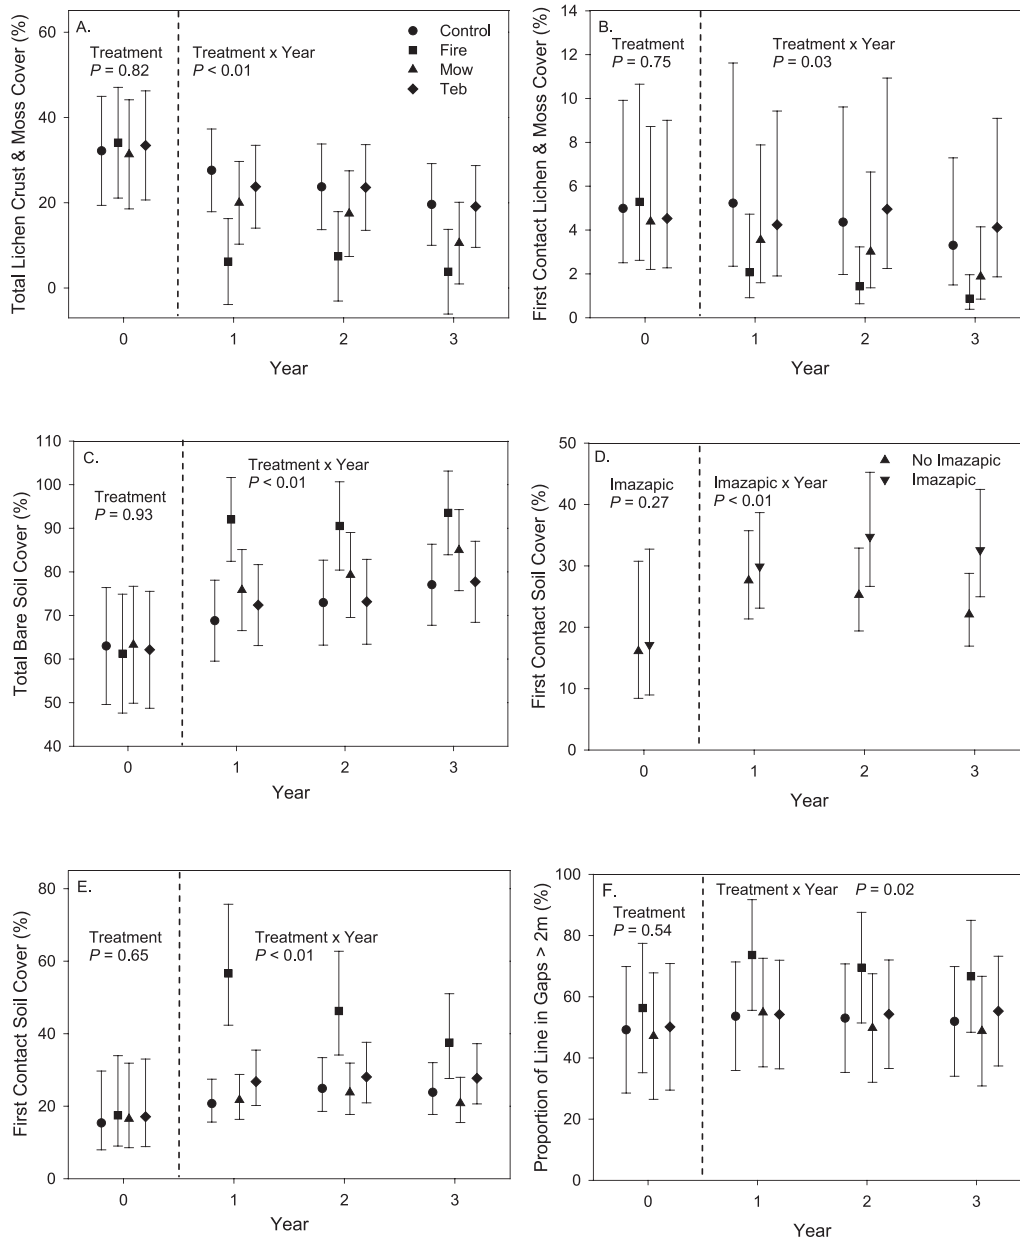 A.
Treatment
P = 0.82
Treatment x Year
P < 0.01
Control
Fire
Mow
Teb
Total Lichen Crust & Moss Cover (%)
60
40
20
0
0 1 2 3
Year
B.
Treatment
P = 0.75
Treatment x Year
P = 0.03
First Contact Lichen & Moss Cover (%)
14
12
10
8
6
4
2
0
0 1 2 3
Year
C.
Treatment
P = 0.93
Treatment x Year
P < 0.01
Total Bare Soil Cover (%)
110
100
90
80
70
60
50
40
0 1 2 3
Year
D.
Imazapic
P = 0.27
Imazapic x Year
P < 0.01
No Imazapic
Imazapic
First Contact Soil Cover (%)
50
40
30
20
10
0
0 1 2 3
Year
E.
Treatment
P = 0.65
Treatment x Year
P < 0.01
First Contact Soil Cover (%)
80
60
40
20
0
0 1 2 3
Year
F.
Treatment
P = 0.54
Treatment x Year P = 0.02
Proportion of Line in Gaps > 2m (%)
100
80
60
40
20
0
0 1 2 3
Year